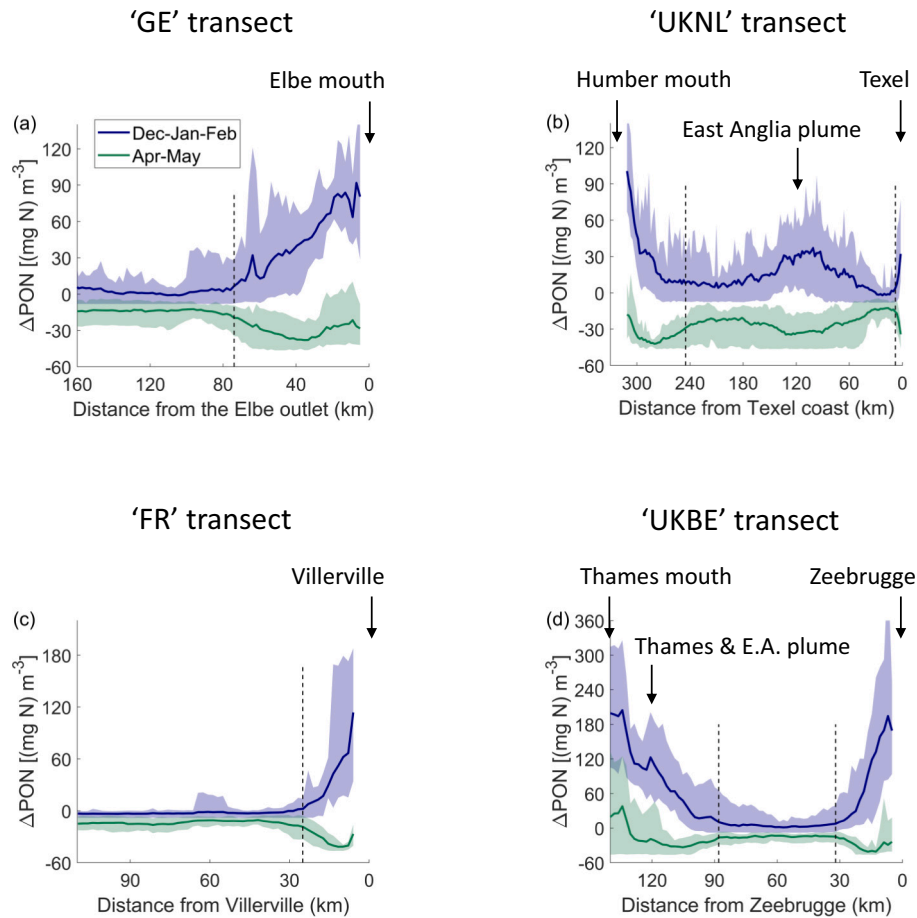 ‘GE’ transect
‘UKNL’ transect
Elbe mouth
Humber mouth
Texel
(a)
Dec-Jan-Feb
Apr-May
120
90
60
30
0
-30
-60
ΔPON [(mg N) m⁻³]
160
120
80
40
0
Distance from the Elbe outlet (km)
(b)
East Anglia plume
120
90
60
30
0
-30
-60
ΔPON [(mg N) m⁻³]
300
240
180
120
60
0
Distance from Texel coast (km)
‘FR’ transect
‘UKBE’ transect
Villerville
Thames mouth
Zeebrugge
(c)
180
120
60
0
-60
ΔPON [(mg N) m⁻³]
90
60
30
0
Distance from Villerville (km)
(d)
Thames & E.A. plume
360
300
240
180
120
60
0
-60
ΔPON [(mg N) m⁻³]
120
90
60
30
0
Distance from Zeebrugge (km)